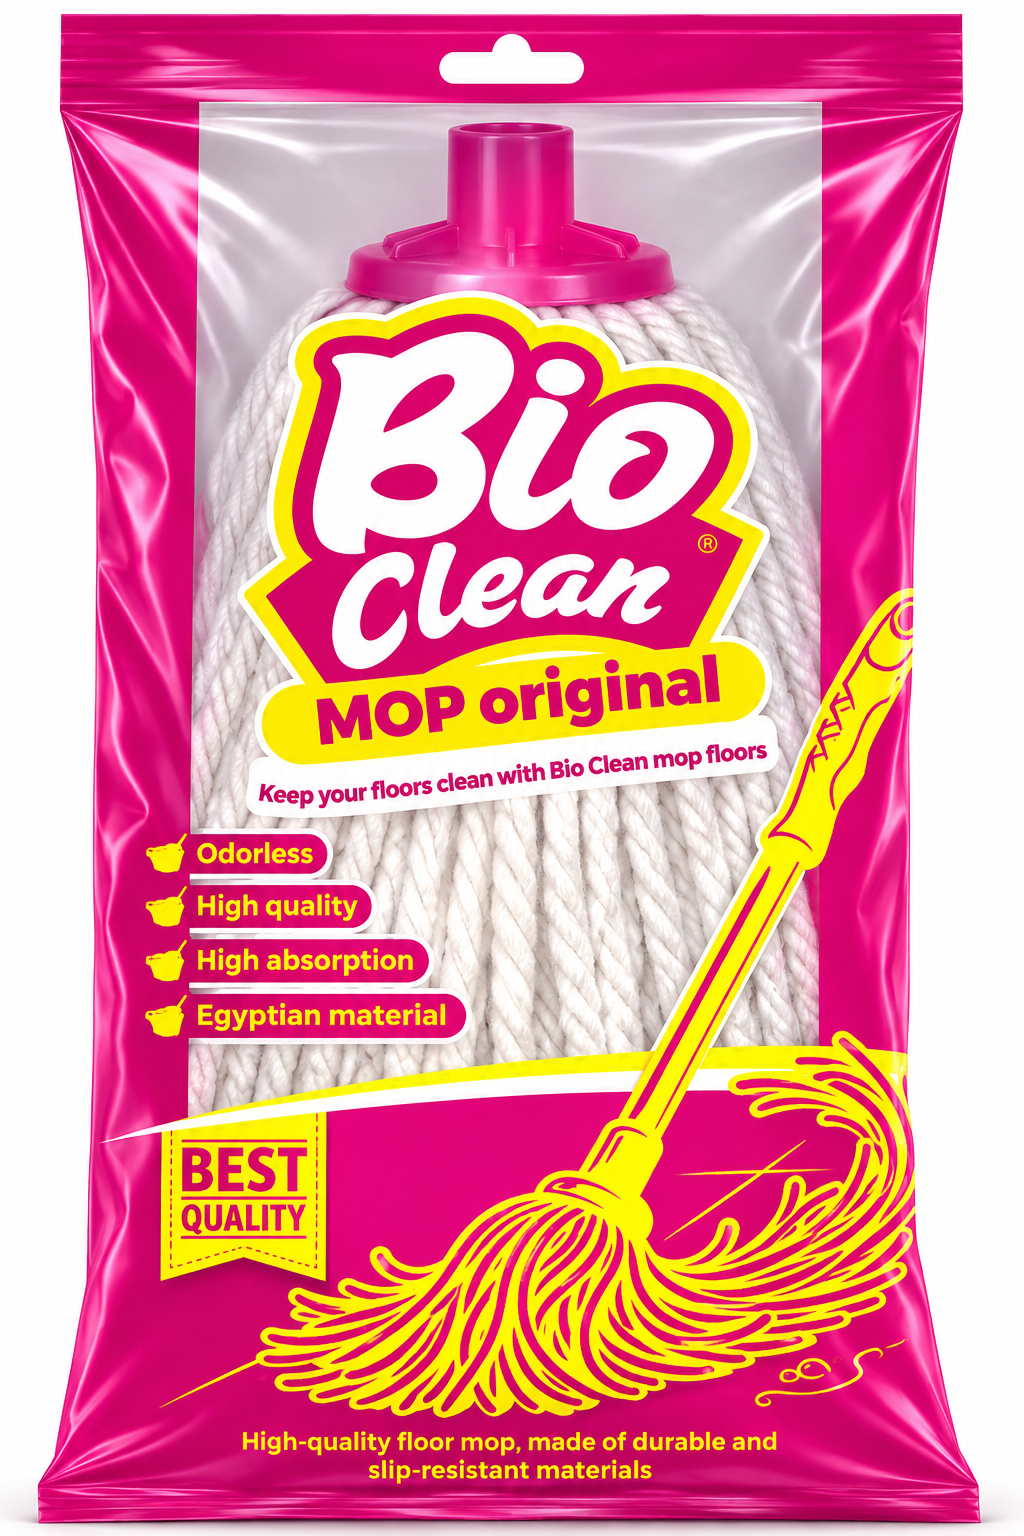 Bio
Clean
®
MOP original
Keep your floors clean with Bio Clean mop floors
Odorless
High quality
High absorption
Egyptian material
BEST
QUALITY
High-quality floor mop, made of durable and
slip-resistant materials